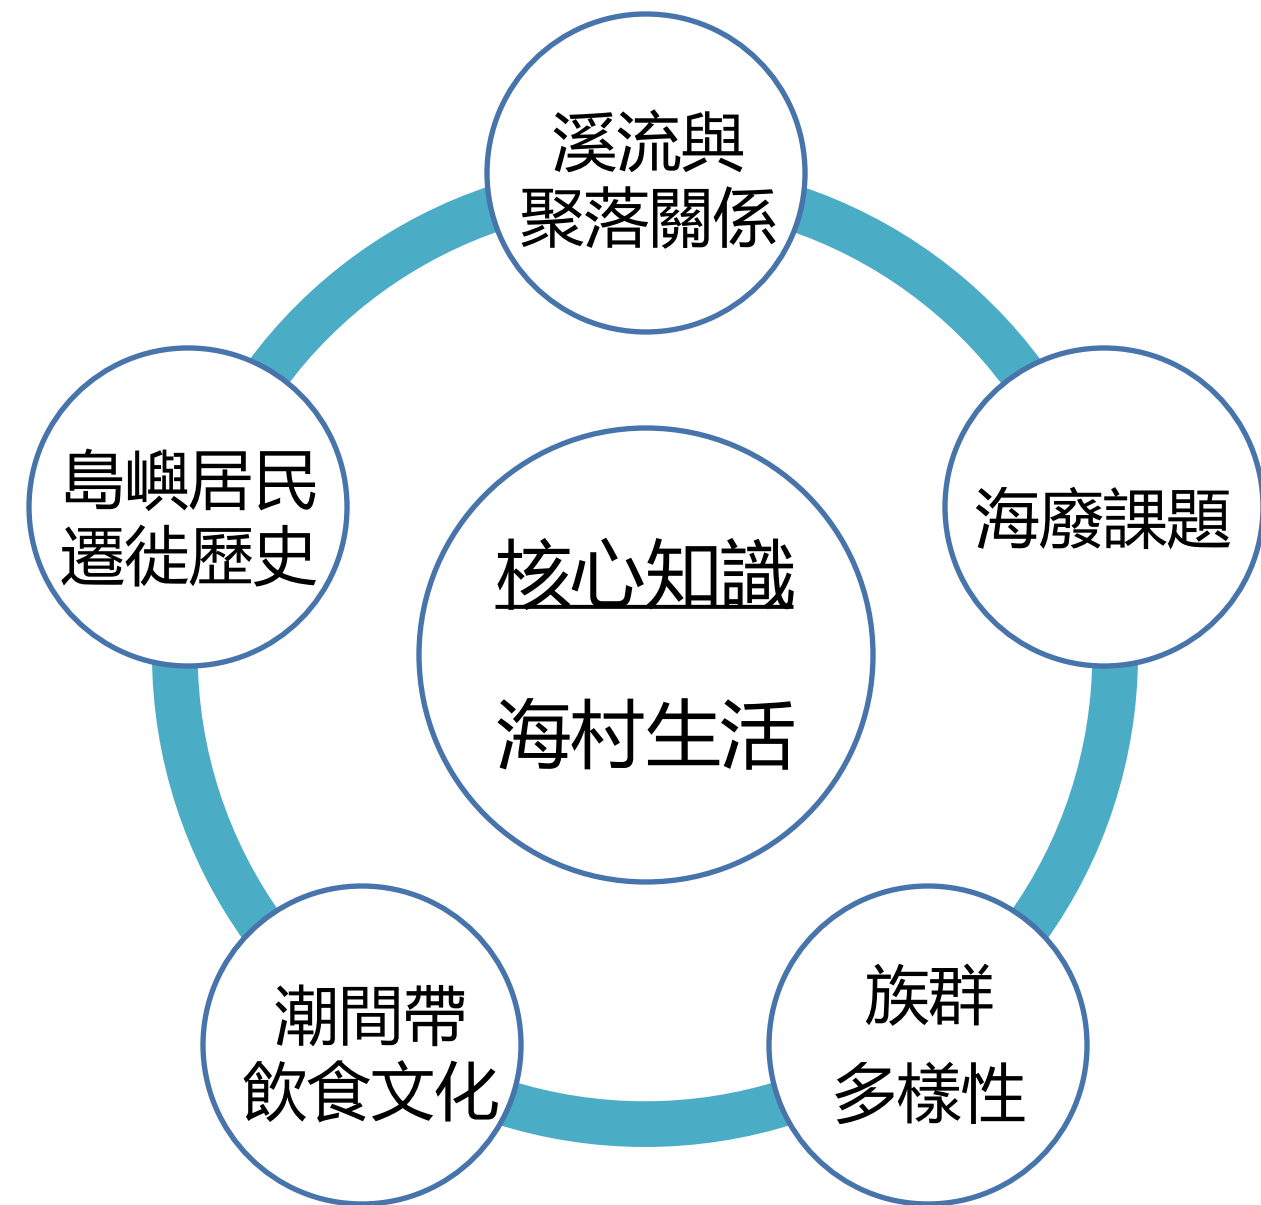 溪流與
聚落關係
島嶼居民
遷徙歷史
海廢課題
核心知識
海村生活
潮間帶
飲食文化
族群
多樣性